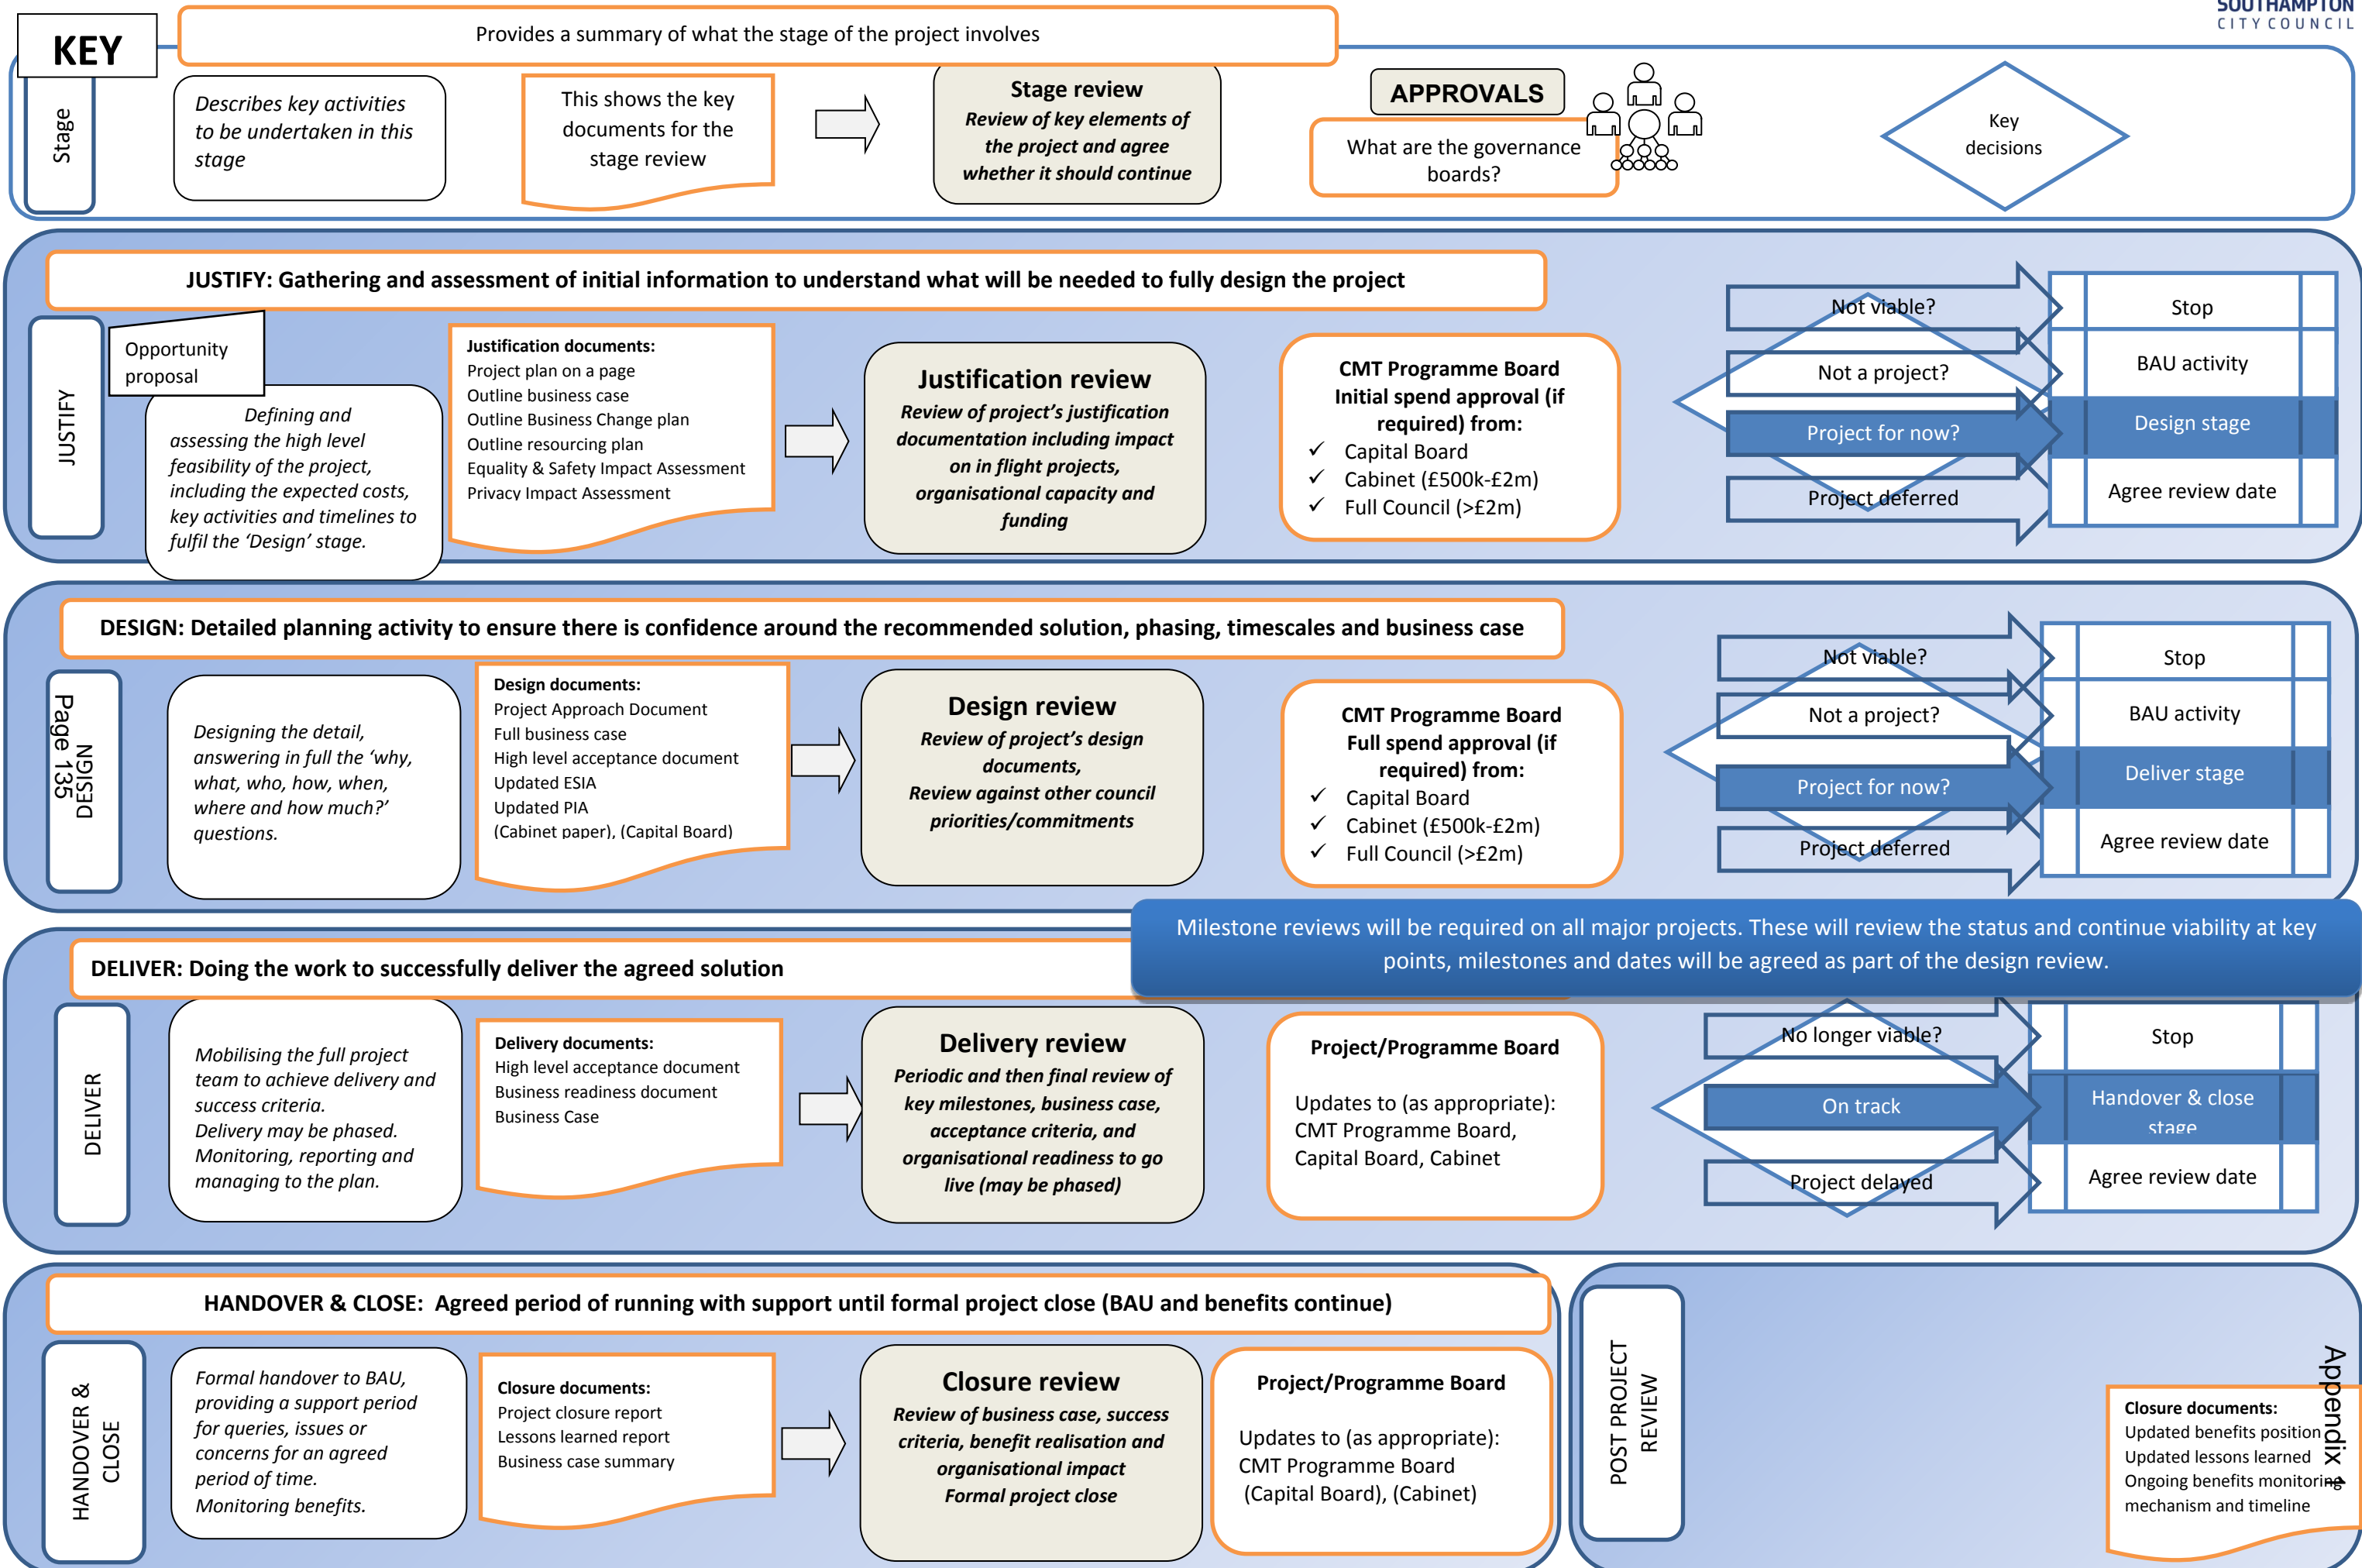 SOUTHAMPTON
CITY COUNCIL
KEY
Provides a summary of what the stage of the project involves
Stage
Describes key activities
to be undertaken in this
stage
This shows the key
documents for the
stage review
Stage review
Review of key elements of
the project and agree
whether it should continue
APPROVALS
What are the governance
boards?
Key
decisions
JUSTIFY: Gathering and assessment of initial information to understand what will be needed to fully design the project
JUSTIFY
Opportunity
proposal
Defining and
assessing the high level
feasibility of the project,
including the expected costs,
key activities and timelines to
fulfil the ‘Design’ stage.
Justification documents:
Project plan on a page
Outline business case
Outline Business Change plan
Outline resourcing plan
Equality & Safety Impact Assessment
Privacy Impact Assessment
Justification review
Review of project’s justification
documentation including impact
on in flight projects,
organisational capacity and
funding
CMT Programme Board
Initial spend approval (if
required) from:
✓ Capital Board
✓ Cabinet (£500k-£2m)
✓ Full Council (>£2m)
Not viable?
Not a project?
Project for now?
Project deferred
Stop
BAU activity
Design stage
Agree review date
DESIGN: Detailed planning activity to ensure there is confidence around the recommended solution, phasing, timescales and business case
Page 135
DESIGN
Designing the detail,
answering in full the ‘why,
what, who, how, when,
where and how much?’
questions.
Design documents:
Project Approach Document
Full business case
High level acceptance document
Updated ESIA
Updated PIA
(Cabinet paper), (Capital Board)
Design review
Review of project’s design
documents,
Review against other council
priorities/commitments
CMT Programme Board
Full spend approval (if
required) from:
✓ Capital Board
✓ Cabinet (£500k-£2m)
✓ Full Council (>£2m)
Not viable?
Not a project?
Project for now?
Project deferred
Stop
BAU activity
Deliver stage
Agree review date
Milestone reviews will be required on all major projects. These will review the status and continue viability at key
points, milestones and dates will be agreed as part of the design review.
DELIVER: Doing the work to successfully deliver the agreed solution
DELIVER
Mobilising the full project
team to achieve delivery and
success criteria.
Delivery may be phased.
Monitoring, reporting and
managing to the plan.
Delivery documents:
High level acceptance document
Business readiness document
Business Case
Delivery review
Periodic and then final review of
key milestones, business case,
acceptance criteria, and
organisational readiness to go
live (may be phased)
Project/Programme Board
Updates to (as appropriate):
CMT Programme Board,
Capital Board, Cabinet
No longer viable?
On track
Project delayed
Stop
Handover & close
stage
Agree review date
HANDOVER & CLOSE: Agreed period of running with support until formal project close (BAU and benefits continue)
HANDOVER &
CLOSE
Formal handover to BAU,
providing a support period
for queries, issues or
concerns for an agreed
period of time.
Monitoring benefits.
Closure documents:
Project closure report
Lessons learned report
Business case summary
Closure review
Review of business case, success
criteria, benefit realisation and
organisational impact
Formal project close
Project/Programme Board
Updates to (as appropriate):
CMT Programme Board
(Capital Board), (Cabinet)
POST PROJECT
REVIEW
Closure documents:
Updated benefits position
Updated lessons learned
Ongoing benefits monitoring
mechanism and timeline
Appendix 1